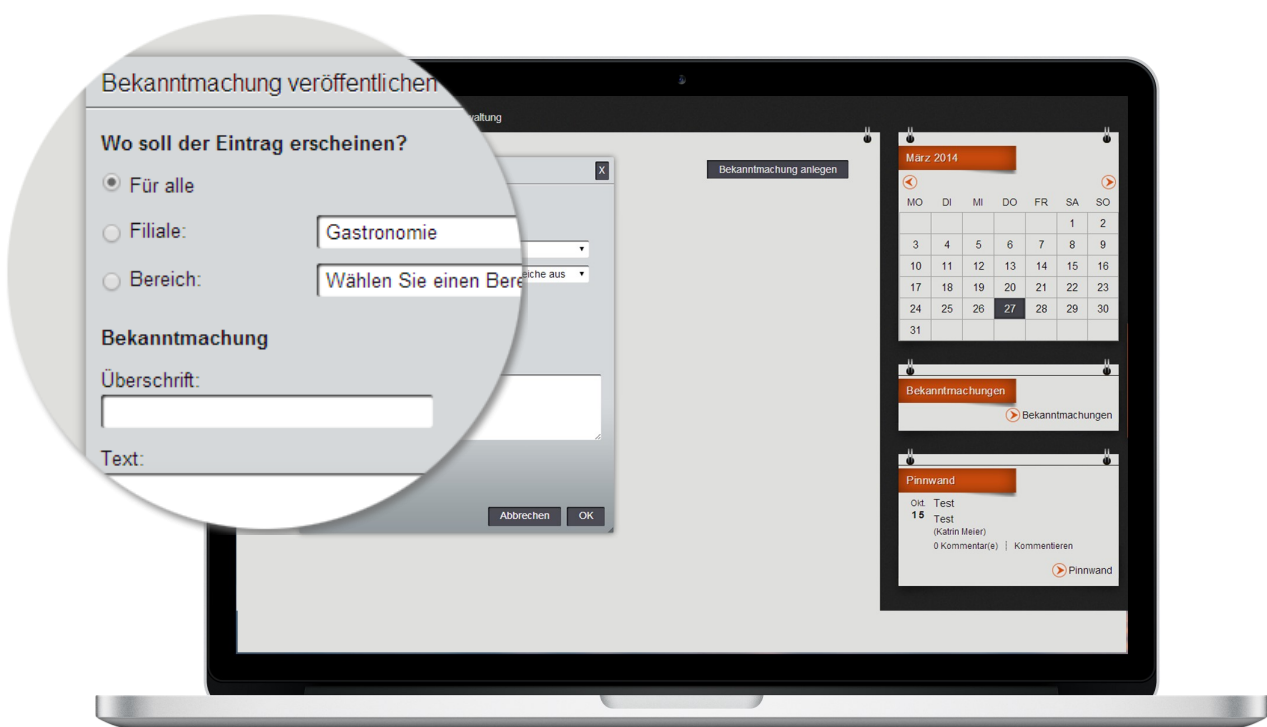 Bekanntmachung veröffentlichen
Wo soll der Eintrag erscheinen?
Für alle
Filiale: Gastronomie
Bereich: Wählen Sie einen Bere
Bekanntmachung
Überschrift:
Text:
X
aus
Abbrechen OK
Bekanntmachung anlegen
März 2014
MO DI MI DO FR SA SO
1 2
3 4 5 6 7 8 9
10 11 12 13 14 15 16
17 18 19 20 21 22 23
24 25 26 27 28 29 30
31
Bekanntmachungen
Bekanntmachungen
Pinnwand
Okt. Test
15 Test
(Katrin Meier)
0 Kommentar(e) | Kommentieren
Pinnwand